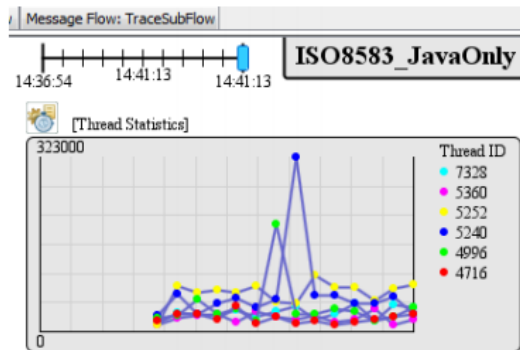 Message Flow: TraceSubFlow
ISO8583_JavaOnly
14:36:54
14:41:13
14:41:13
[Thread Statistics]
323000
0
Thread ID
7328
5360
5252
5240
4996
4716